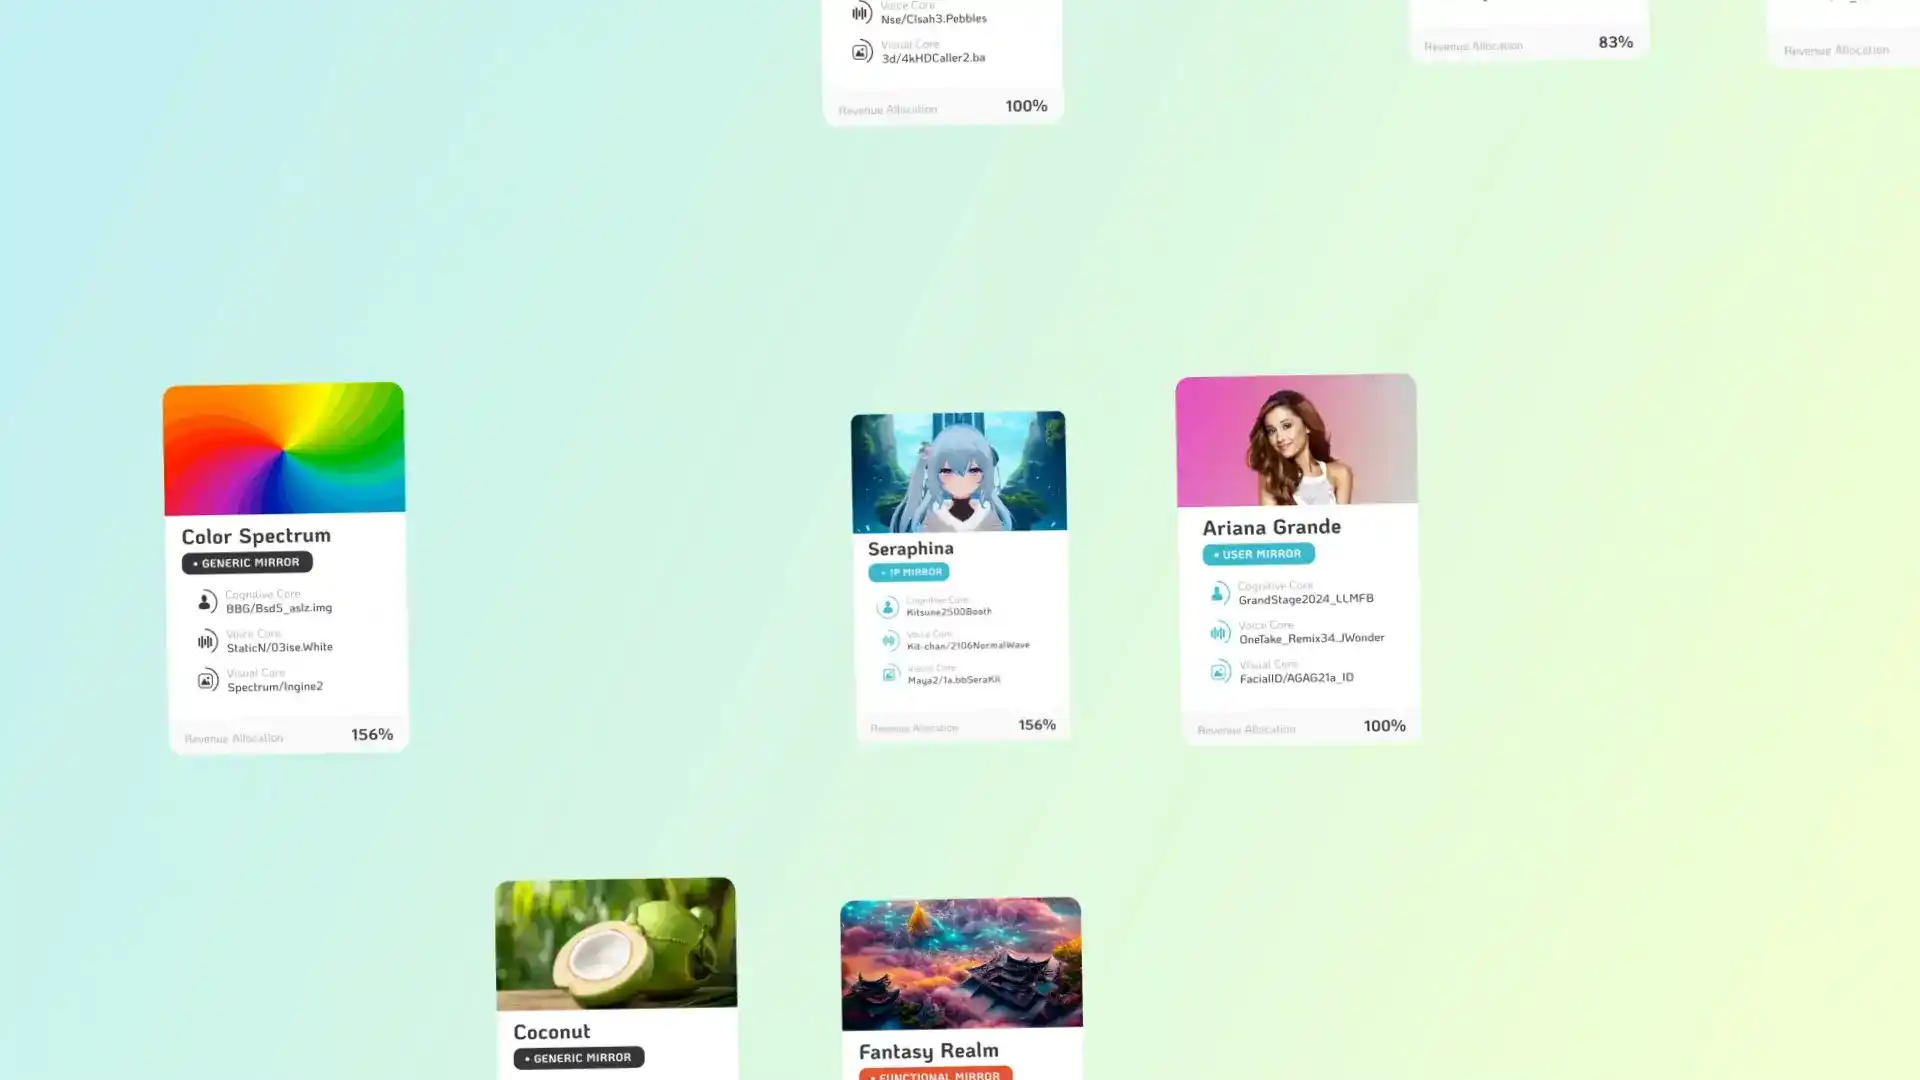 Voice Core
Nse/Clsah3.Pebbles
Visual Core
3d/4kHDCaller2.ba
Revenue Allocation 100%
Revenue Allocation 83%
Revenue Allocation
Color Spectrum
• GENERIC MIRROR
Cognitive Core
BBG/Bsd5_aslz.img
Voice Core
StaticN/03ise.White
Visual Core
Spectrum/Ingine2
Revenue Allocation 156%
Seraphina
• IP MIRROR
Cognitive Core
Kitsune2500Booth
Voice Core
Kit-chan/2106NormalWave
Visual Core
Maya2/1a.bbSeraKit
Revenue Allocation 156%
Ariana Grande
• USER MIRROR
Cognitive Core
GrandStage2024_LLMFB
Voice Core
OneTake_Remix34.JWonder
Visual Core
FacialID/AGAG21a_ID
Revenue Allocation 100%
Coconut
• GENERIC MIRROR
Fantasy Realm
• FUNCTIONAL MIRROR